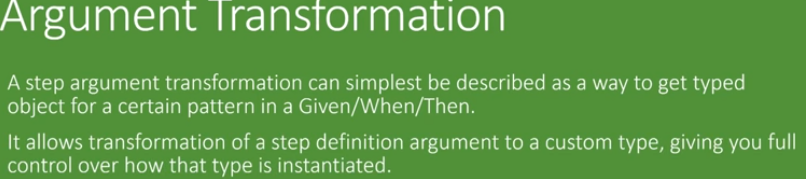 Argument Transformation
A step argument transformation can simplest be described as a way to get typed
object for a certain pattern in a Given/When/Then.
It allows transformation of a step definition argument to a custom type, giving you full
control over how that type is instantiated.